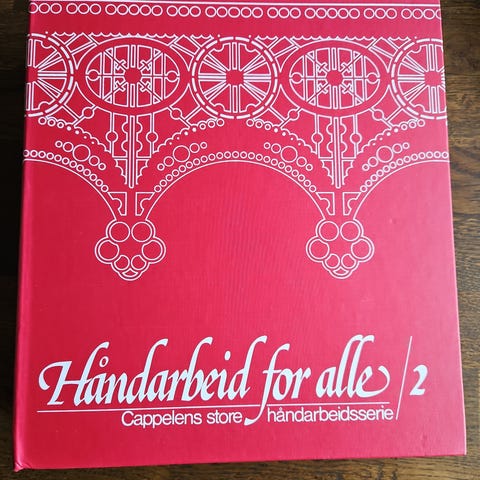 Håndarbeid for alle / 2
Cappelens store håndarbeidsserie